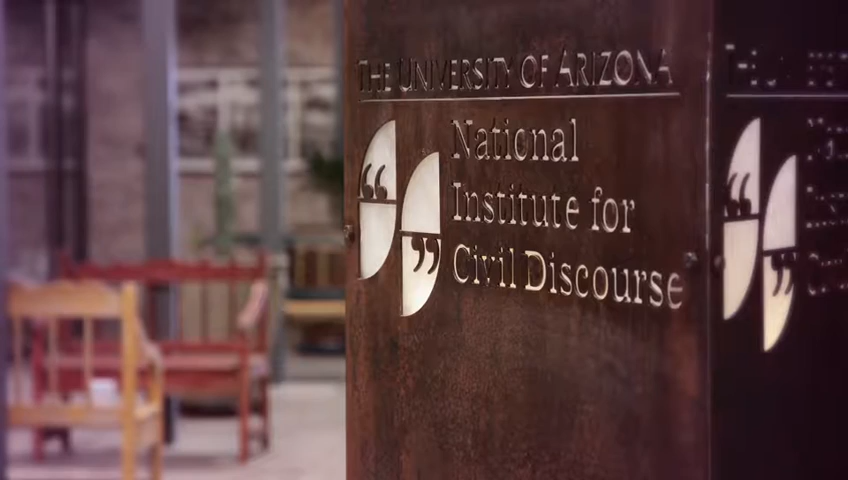 THE UNIVERSITY OF ARIZONA
National
Institute for
Civil Discourse